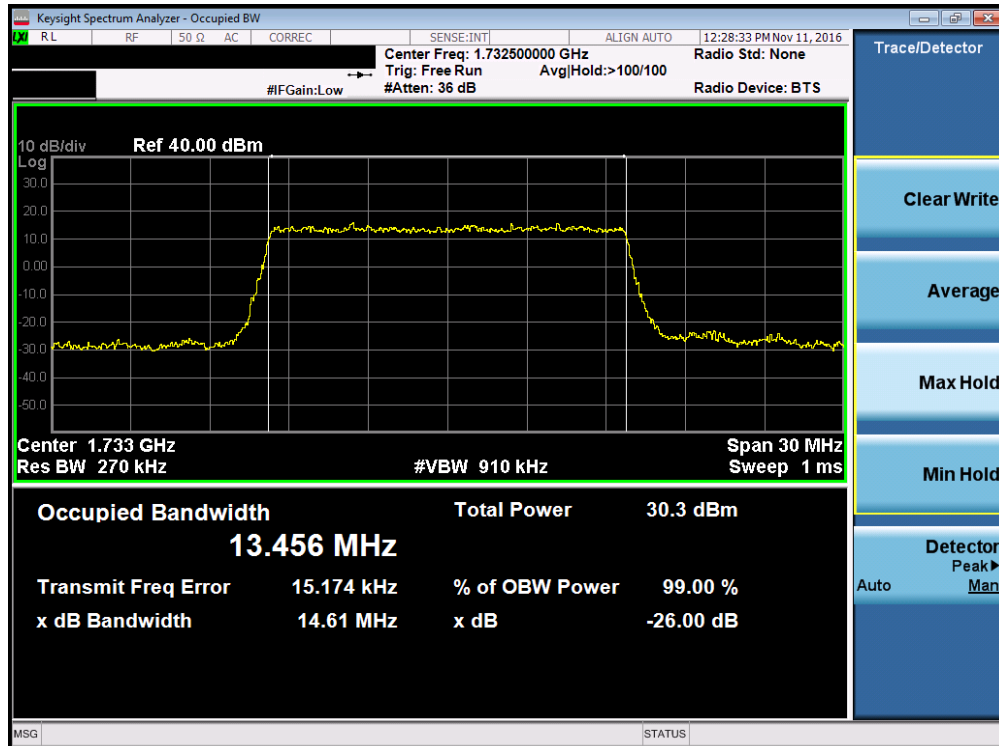 Keysight Spectrum Analyzer - Occupied BW
LXI RL RF 50 Ω AC CORREC SENSE:INT ALIGN AUTO 12:28:33 PM Nov 11, 2016
Center Freq: 1.732500000 GHz Radio Std: None
Trig: Free Run Avg|Hold:>100/100
#IFGain:Low #Atten: 36 dB Radio Device: BTS
Trace/Detector
10 dB/div Ref 40.00 dBm
Log
30.0
20.0
10.0
0.00
-10.0
-20.0
-30.0
-40.0
-50.0
Center 1.733 GHz Span 30 MHz
Res BW 270 kHz #VBW 910 kHz Sweep 1 ms
Occupied Bandwidth Total Power 30.3 dBm
13.456 MHz
Transmit Freq Error 15.174 kHz % of OBW Power 99.00 %
x dB Bandwidth 14.61 MHz x dB -26.00 dB
Clear Write
Average
Max Hold
Min Hold
Detector
Peak▶
Auto Man
MSG STATUS